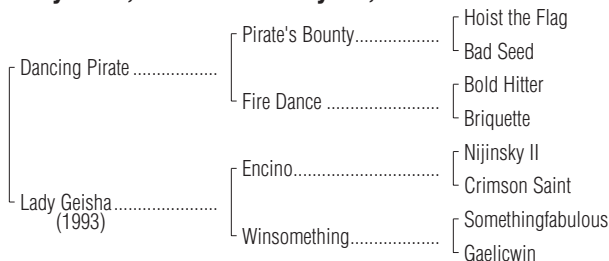 Hoist the Flag
Pirate's Bounty
Bad Seed
Dancing Pirate
Bold Hitter
Fire Dance
Briquette
Nijinsky II
Encino
Crimson Saint
Lady Geisha
(1993)
Somethingfabulous
Winsomething
Gaelicwin